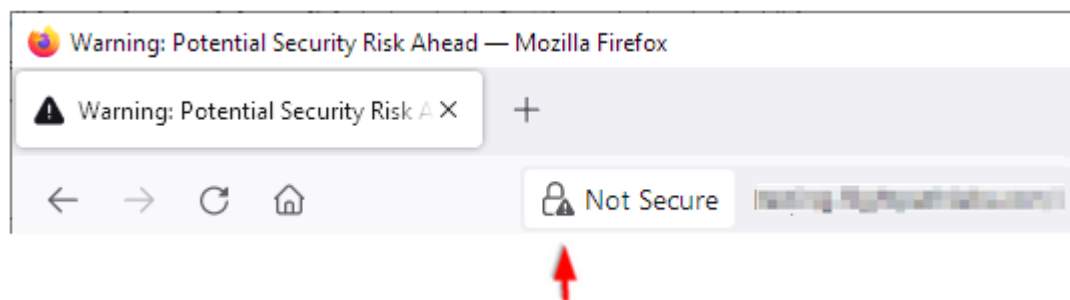 Warning: Potential Security Risk Ahead — Mozilla Firefox
Warning: Potential Security Risk
Not Secure